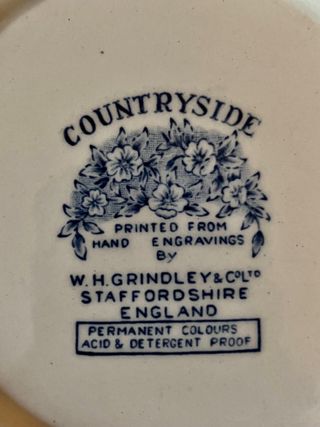 COUNTRYSIDE
PRINTED FROM
HAND ENGRAVINGS
BY
W.H.GRINDLEY & Co LTD
STAFFORDSHIRE
ENGLAND
PERMANENT COLOURS
ACID & DETERGENT PROOF